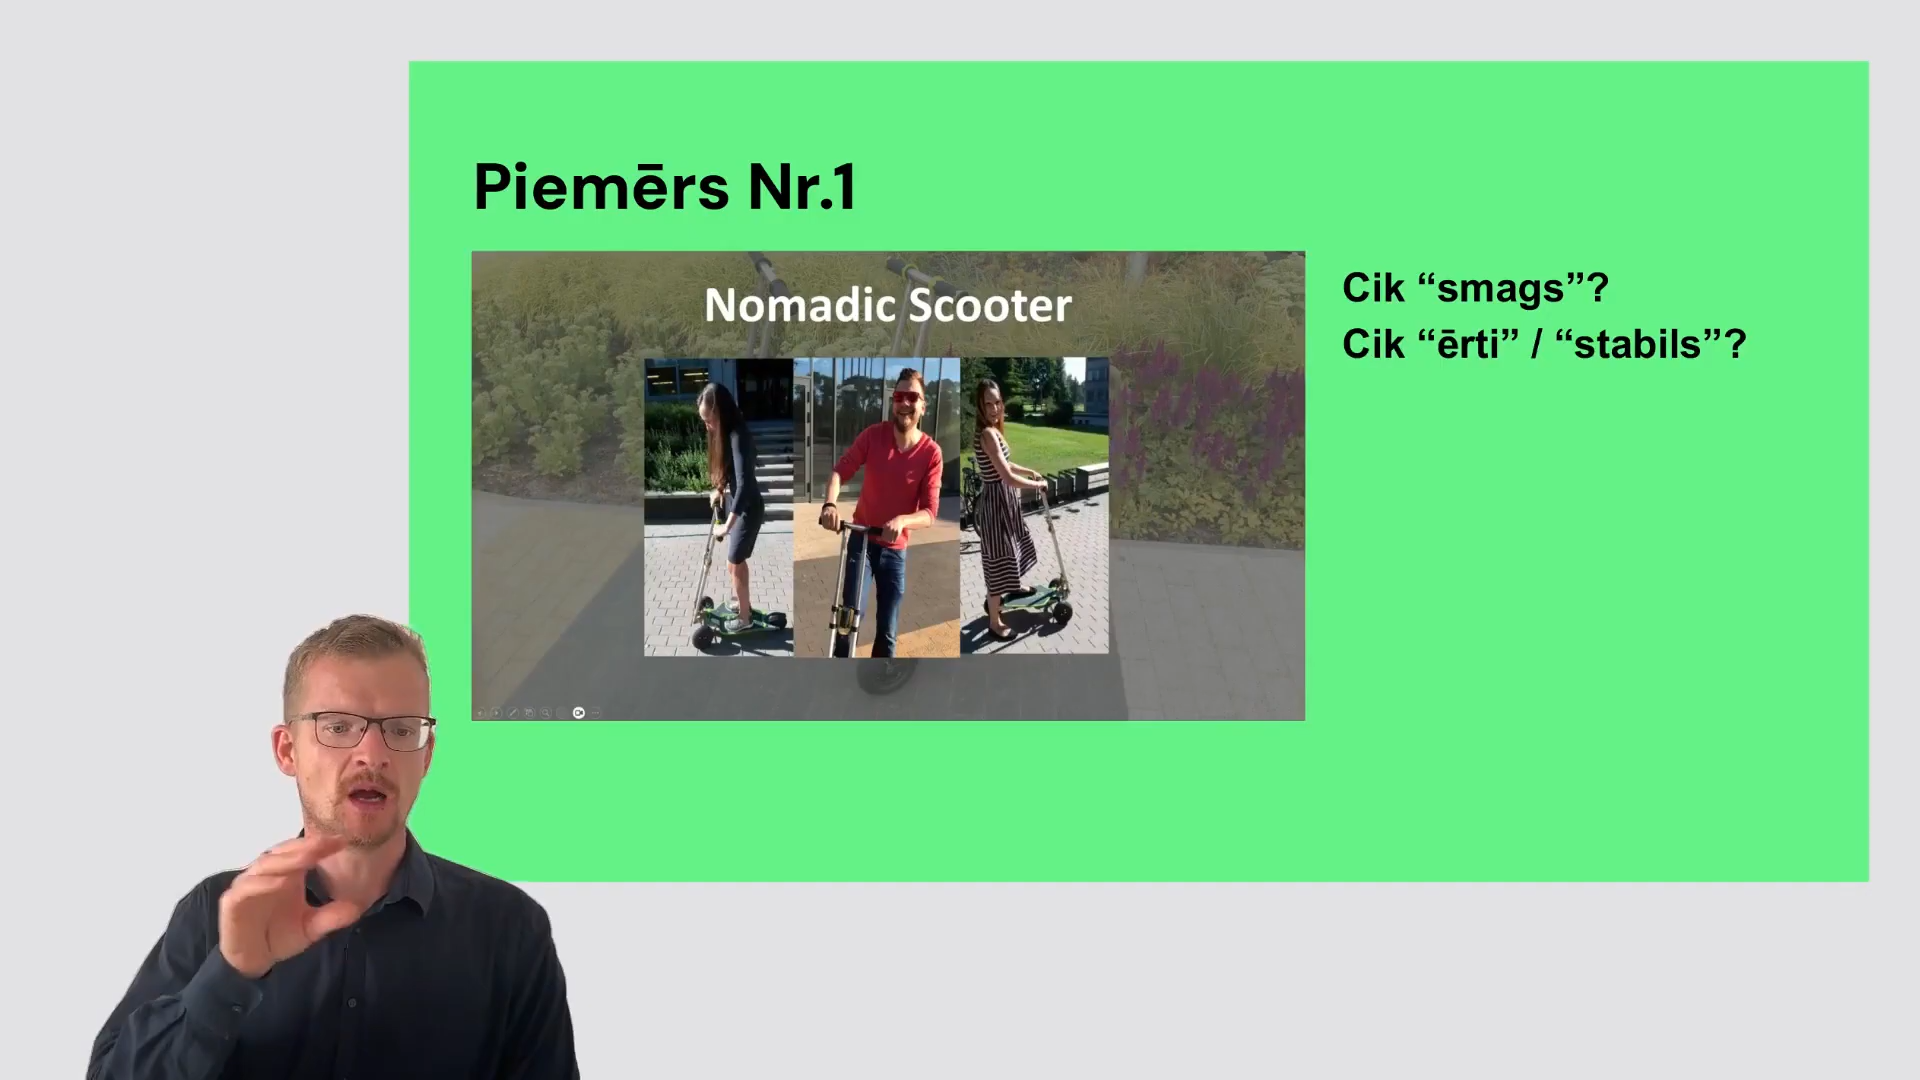 Piemērs Nr.1
Nomadic Scooter
Cik “smags”?
Cik “ērti” / “stabils”?